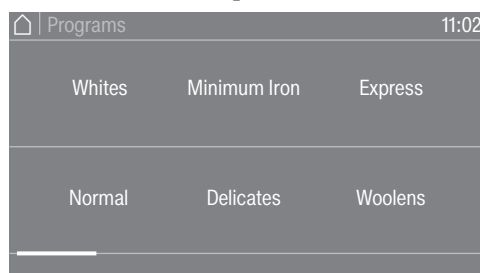 Programs 11:02
Whites Minimum Iron Express
Normal Delicates Woolens